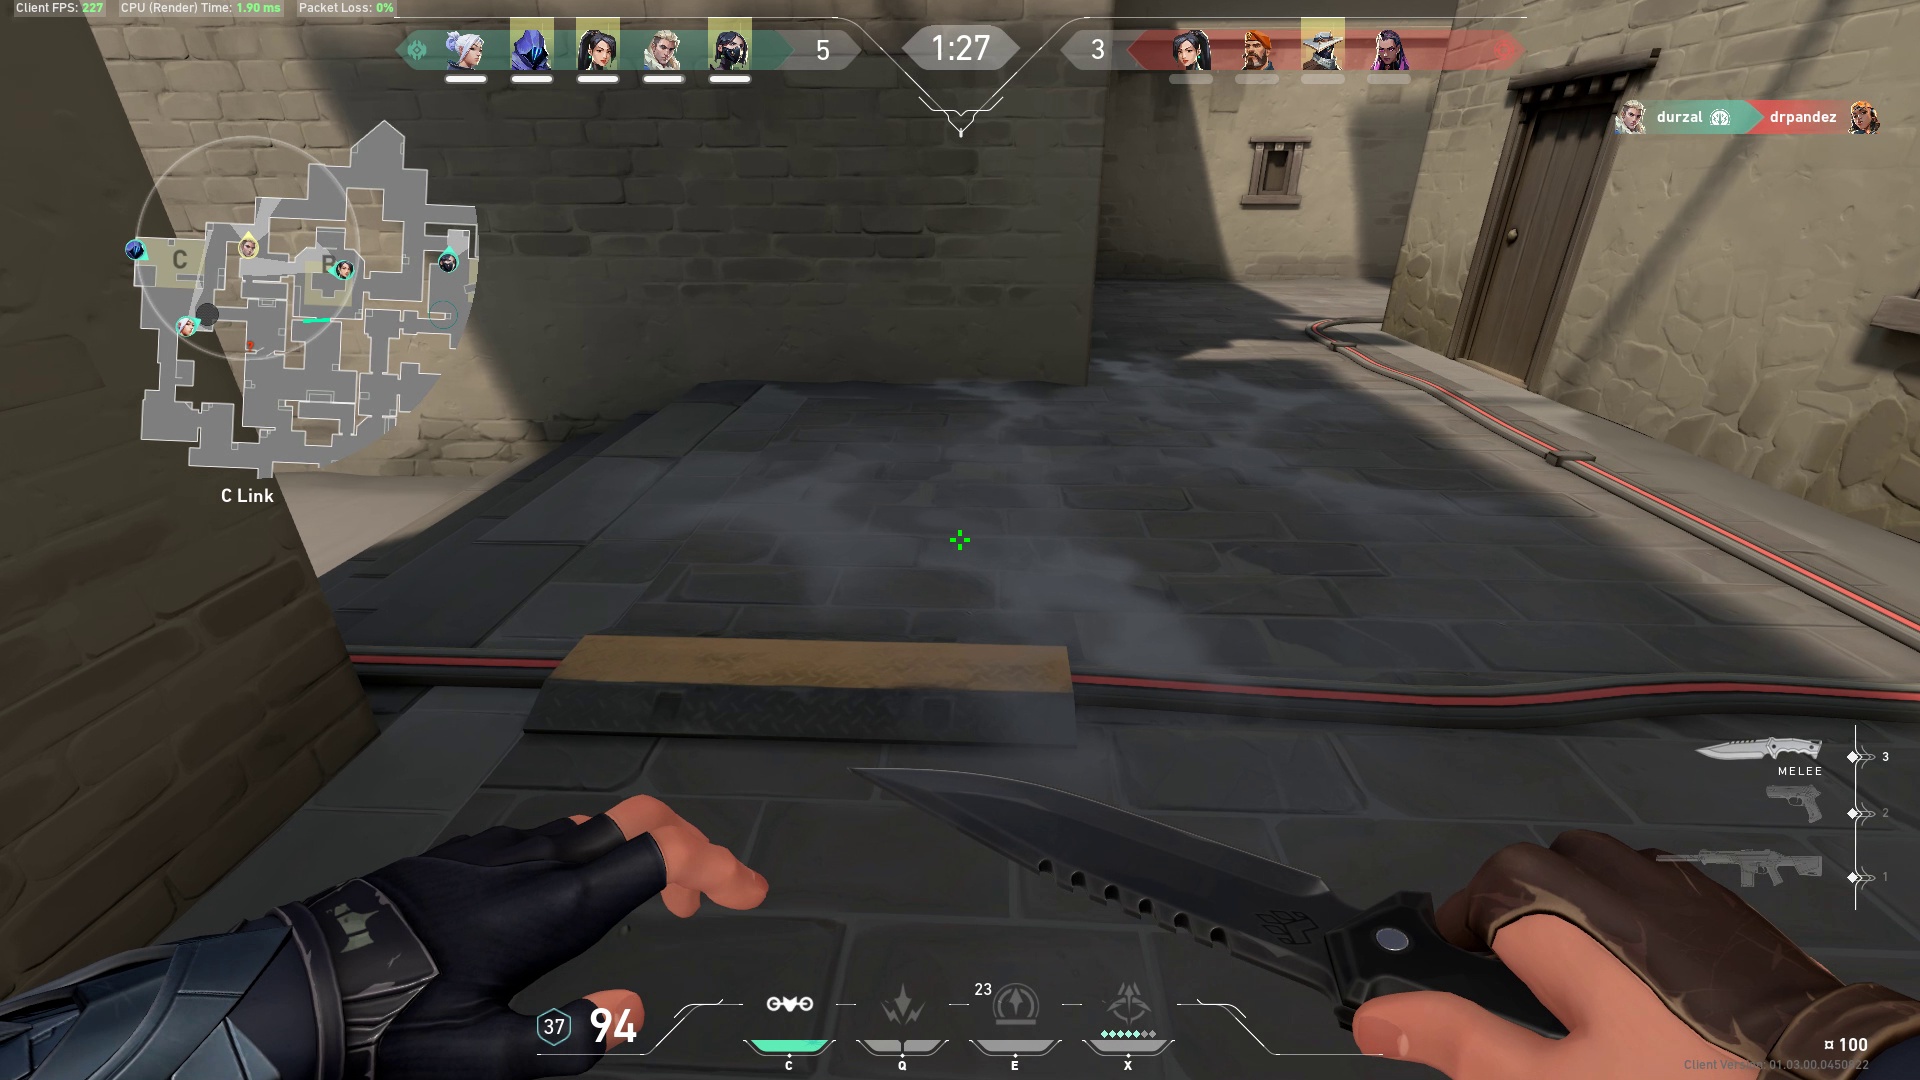 Client FPS: 227 CPU (Render) Time: 1.90 ms Packet Loss: 0%
5 1:27 3
durzal drpandez
C B
C Link
3
MELEE
2
1
23
37 94
C Q E X
¤ 100